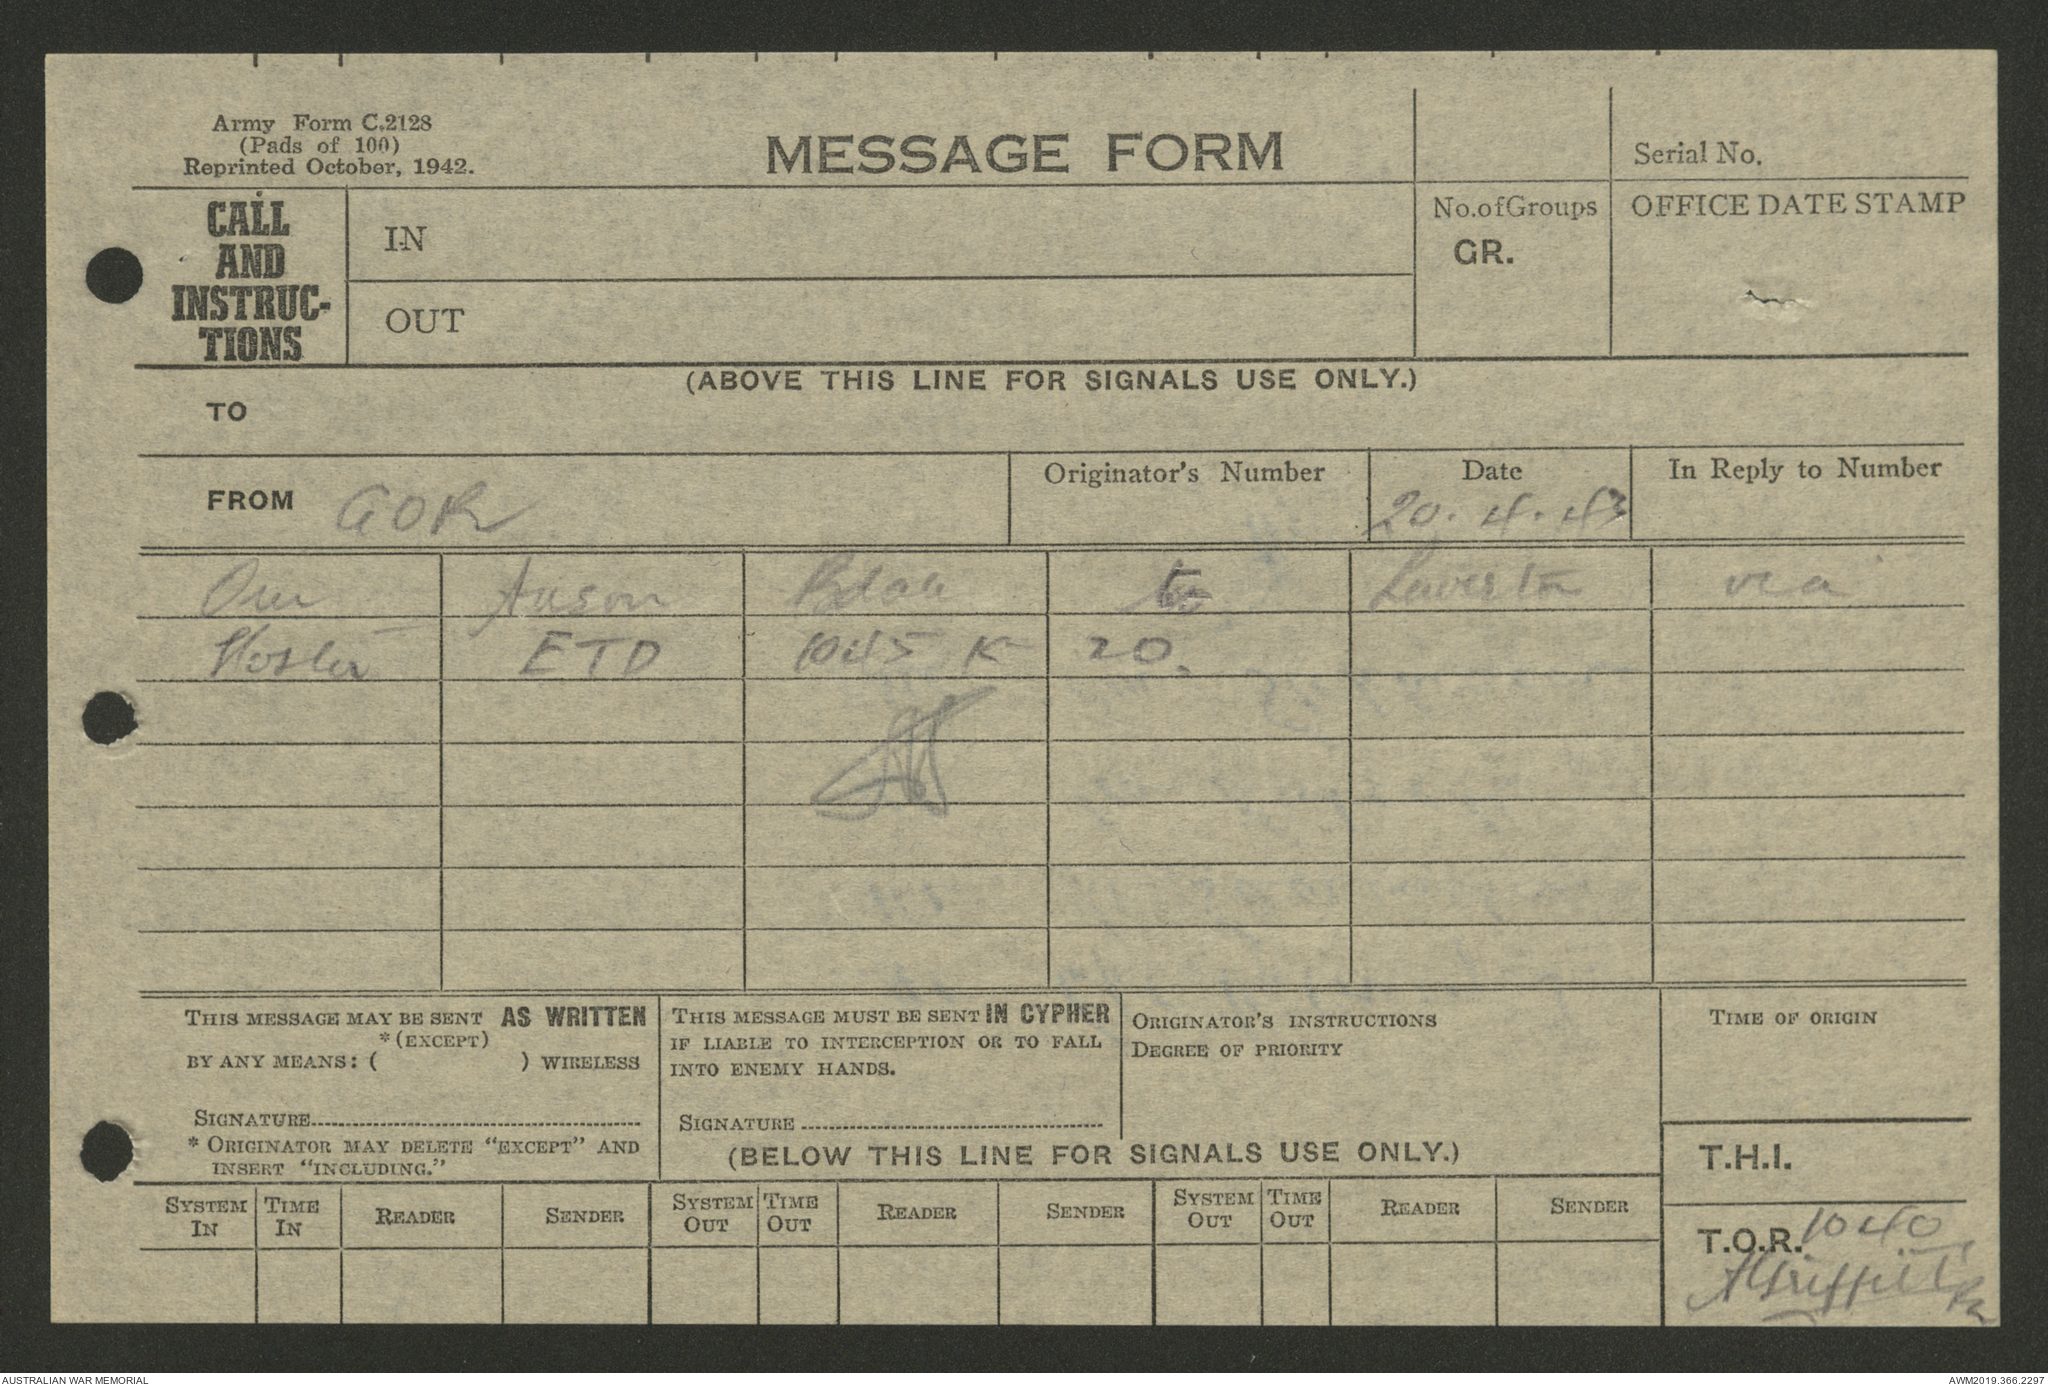 Army Form C.2128
(Pads of 100)
Reprinted October, 1942.
MESSAGE FORM
Serial No.
CALL AND INSTRUC-TIONS
IN
OUT
No.ofGroups
GR.
OFFICE DATE STAMP
(ABOVE THIS LINE FOR SIGNALS USE ONLY.)
TO
FROM GOR
Originator's Number
Date
20.4.43
In Reply to Number
Our Anson to Laverton via
ETD 1045 K 20.
THIS MESSAGE MAY BE SENT AS WRITTEN
*(EXCEPT)
BY ANY MEANS: ( ) WIRELESS
SIGNATURE
* ORIGINATOR MAY DELETE "EXCEPT" AND
INSERT "INCLUDING."
THIS MESSAGE MUST BE SENT IN CYPHER
IF LIABLE TO INTERCEPTION OR TO FALL
INTO ENEMY HANDS.
SIGNATURE
ORIGINATOR'S INSTRUCTIONS
DEGREE OF PRIORITY
TIME OF ORIGIN
(BELOW THIS LINE FOR SIGNALS USE ONLY.)
T.H.I.
SYSTEM IN TIME IN READER SENDER SYSTEM OUT TIME OUT READER SENDER SYSTEM OUT TIME OUT READER SENDER
T.O.R. 1040
AGriffith
AUSTRALIAN WAR MEMORIAL
AWM2019.366.2297